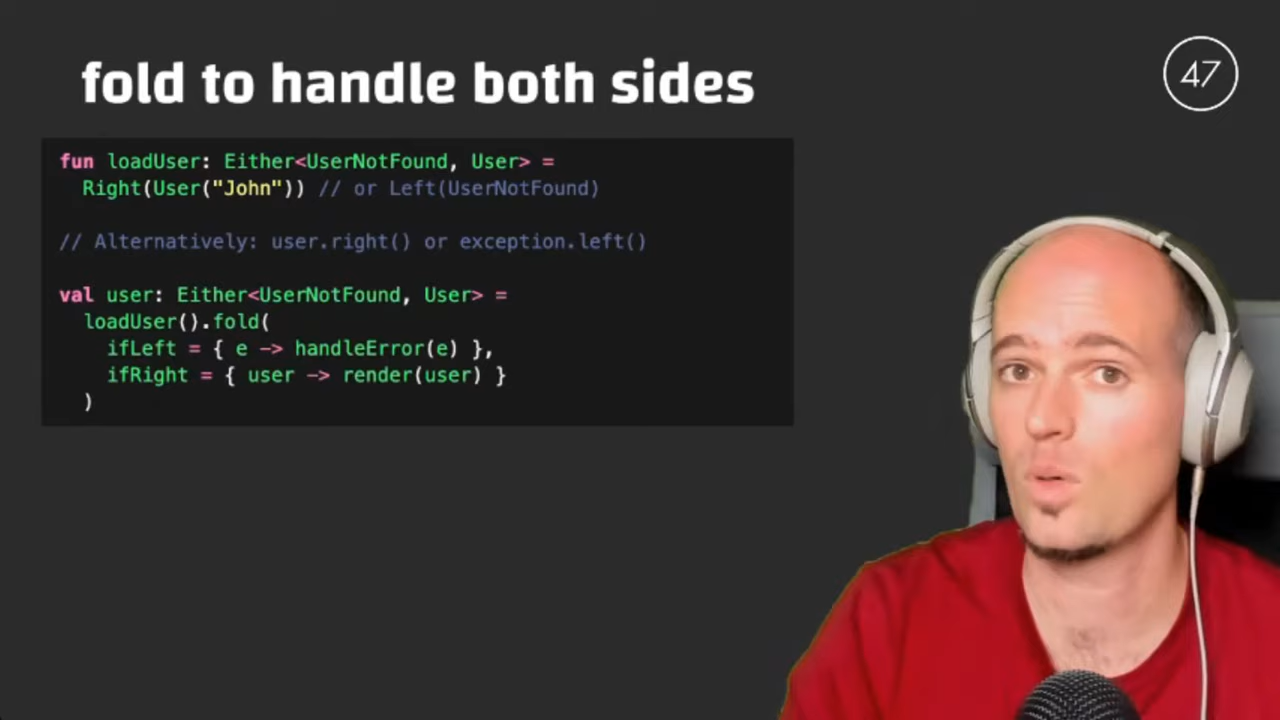 fold to handle both sides
47
fun loadUser: Either<UserNotFound, User> =
Right(User("John")) // or Left(UserNotFound)
// Alternatively: user.right() or exception.left()
val user: Either<UserNotFound, User> =
loadUser().fold(
ifLeft = { e -> handleError(e) },
ifRight = { user -> render(user) }
)